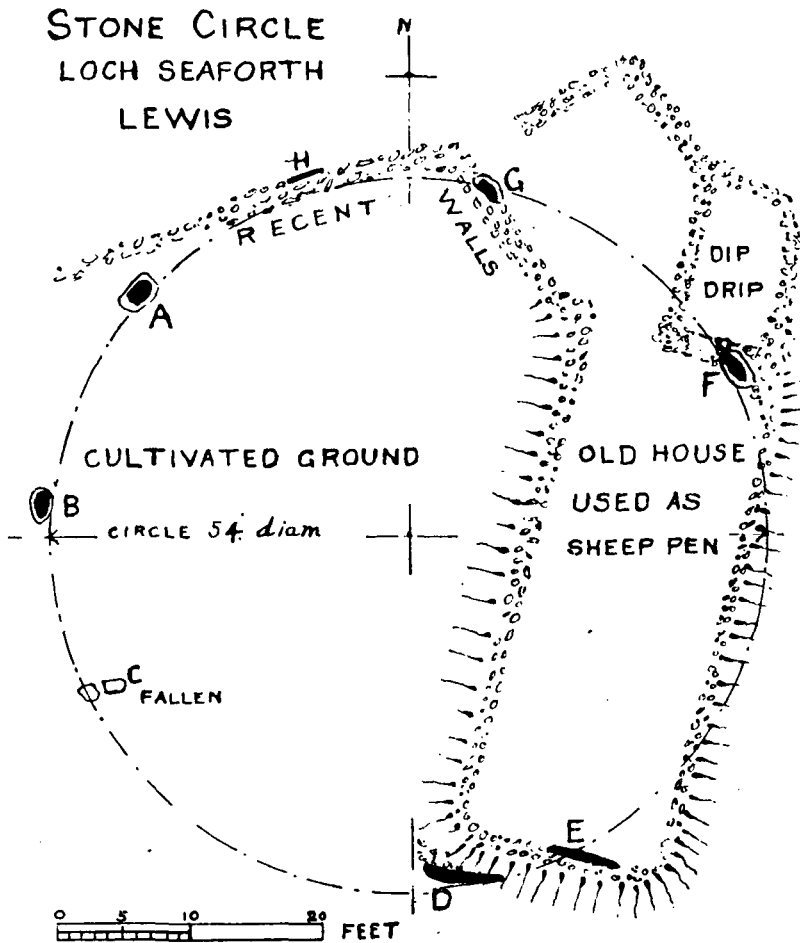 STONE CIRCLE
LOCH SEAFORTH
LEWIS
N
H
G
RECENT
WALLS
DIP
DRIP
A
F
CULTIVATED GROUND
OLD HOUSE
USED AS
SHEEP PEN
B
CIRCLE 54. diam
C
FALLEN
E
D
0 5 10 20
FEET